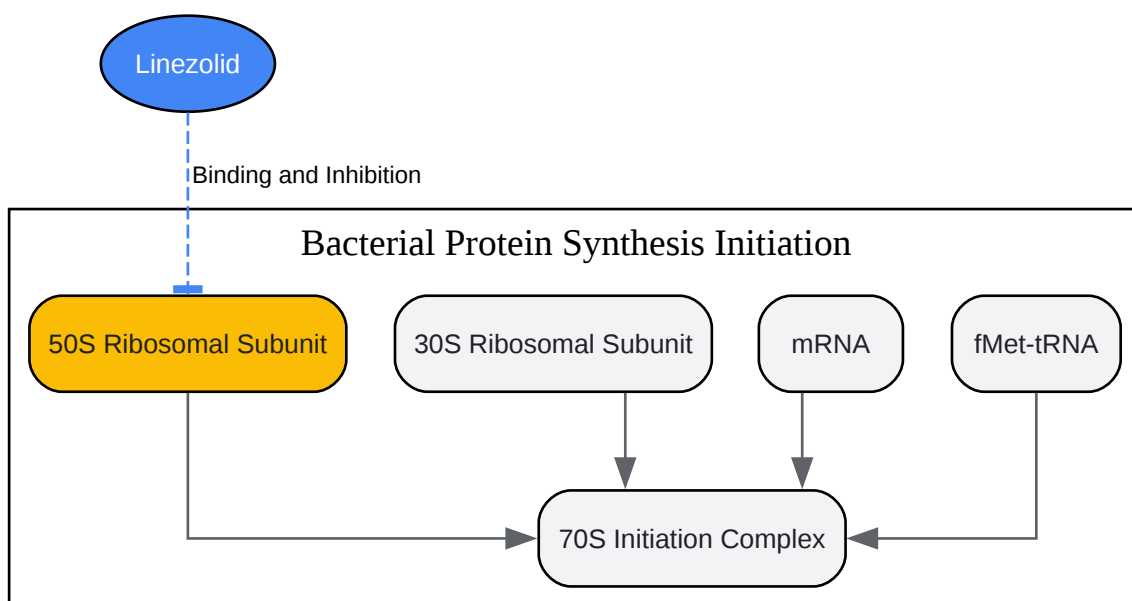 Linezolid
Binding and Inhibition
Bacterial Protein Synthesis Initiation
50S Ribosomal Subunit
30S Ribosomal Subunit
mRNA
fMet-tRNA
70S Initiation Complex